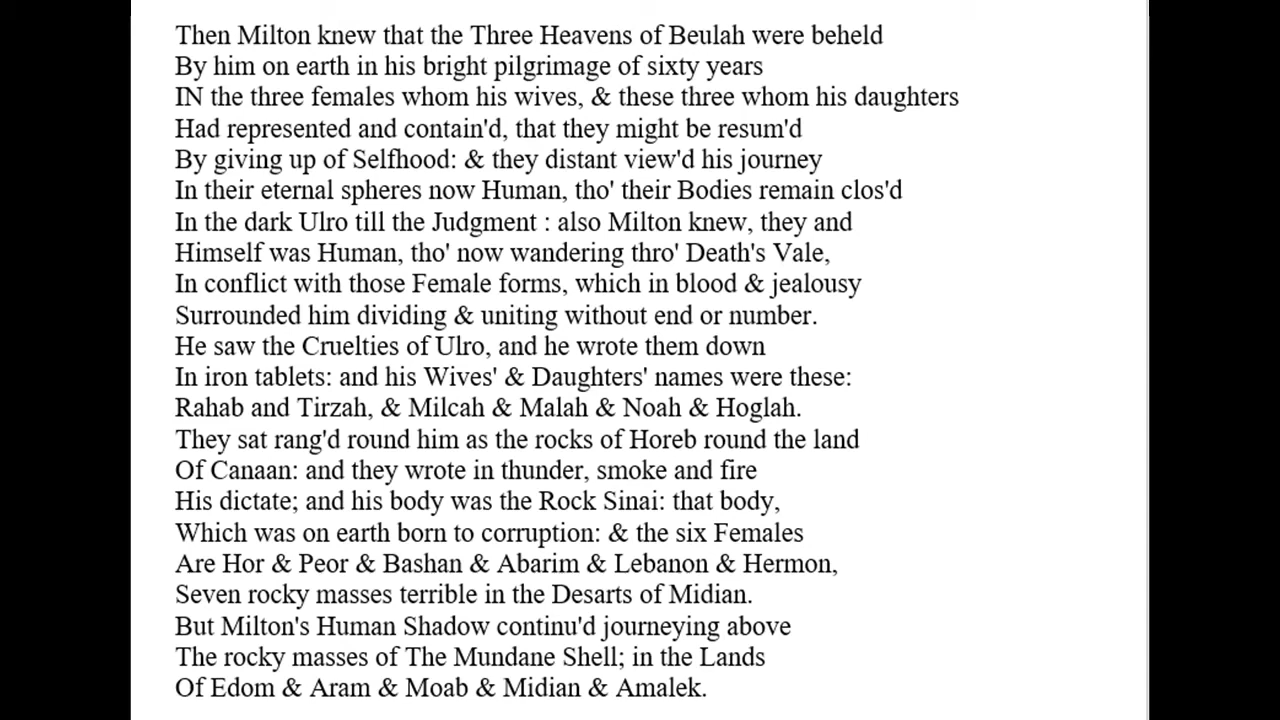 Then Milton knew that the Three Heavens of Beulah were beheld
By him on earth in his bright pilgrimage of sixty years
IN the three females whom his wives, & these three whom his daughters
Had represented and contain'd, that they might be resum'd
By giving up of Selfhood: & they distant view'd his journey
In their eternal spheres now Human, tho' their Bodies remain clos'd
In the dark Ulro till the Judgment : also Milton knew, they and
Himself was Human, tho' now wandering thro' Death's Vale,
In conflict with those Female forms, which in blood & jealousy
Surrounded him dividing & uniting without end or number.
He saw the Cruelties of Ulro, and he wrote them down
In iron tablets: and his Wives' & Daughters' names were these:
Rahab and Tirzah, & Milcah & Malah & Noah & Hoglah.
They sat rang'd round him as the rocks of Horeb round the land
Of Canaan: and they wrote in thunder, smoke and fire
His dictate; and his body was the Rock Sinai: that body,
Which was on earth born to corruption: & the six Females
Are Hor & Peor & Bashan & Abarim & Lebanon & Hermon,
Seven rocky masses terrible in the Desarts of Midian.
But Milton's Human Shadow continu'd journeying above
The rocky masses of The Mundane Shell; in the Lands
Of Edom & Aram & Moab & Midian & Amalek.